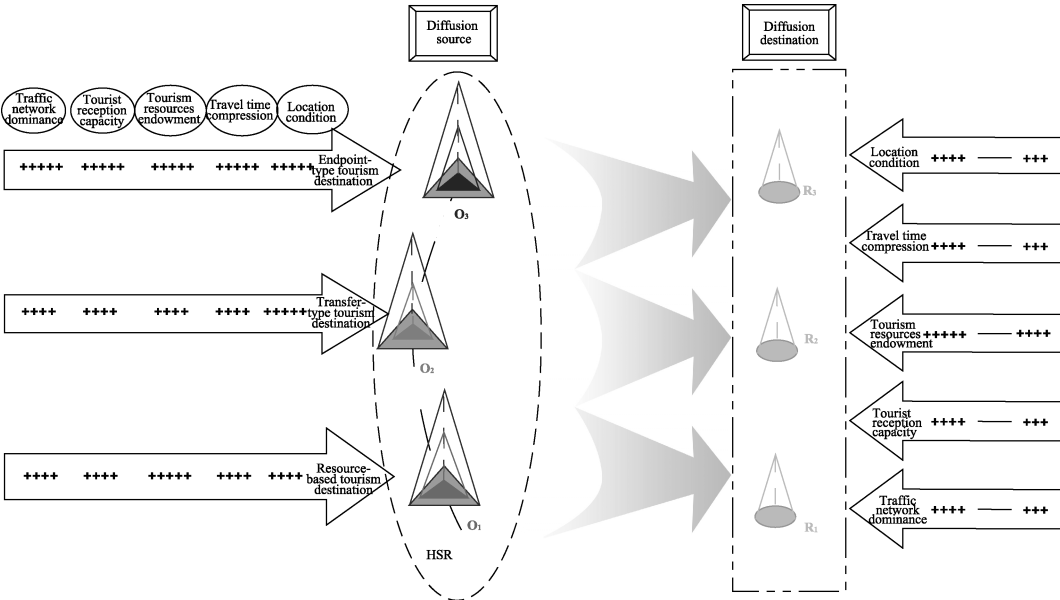 Diffusion
source
Diffusion
destination
Traffic
network
dominance
Tourist
reception
capacity
Tourism
resources
endowment
Travel time
compression
Location
condition
+++++ +++++ +++++ +++++ +++++
Endpoint-
type tourism
destination
O3
++++ ++++ ++++ ++++ +++++
Transfer-
type tourism
destination
O2
++++ ++++ +++++ ++++ ++++
Resource-
based tourism
destination
O1
HSR
R3
R2
R1
Location
condition
++++ — +++
Travel time
compression
++++ — +++
Tourism
resources
endowment
+++++ — ++++
Tourist
reception
capacity
++++ — +++
Traffic
network
dominance
++++ — +++